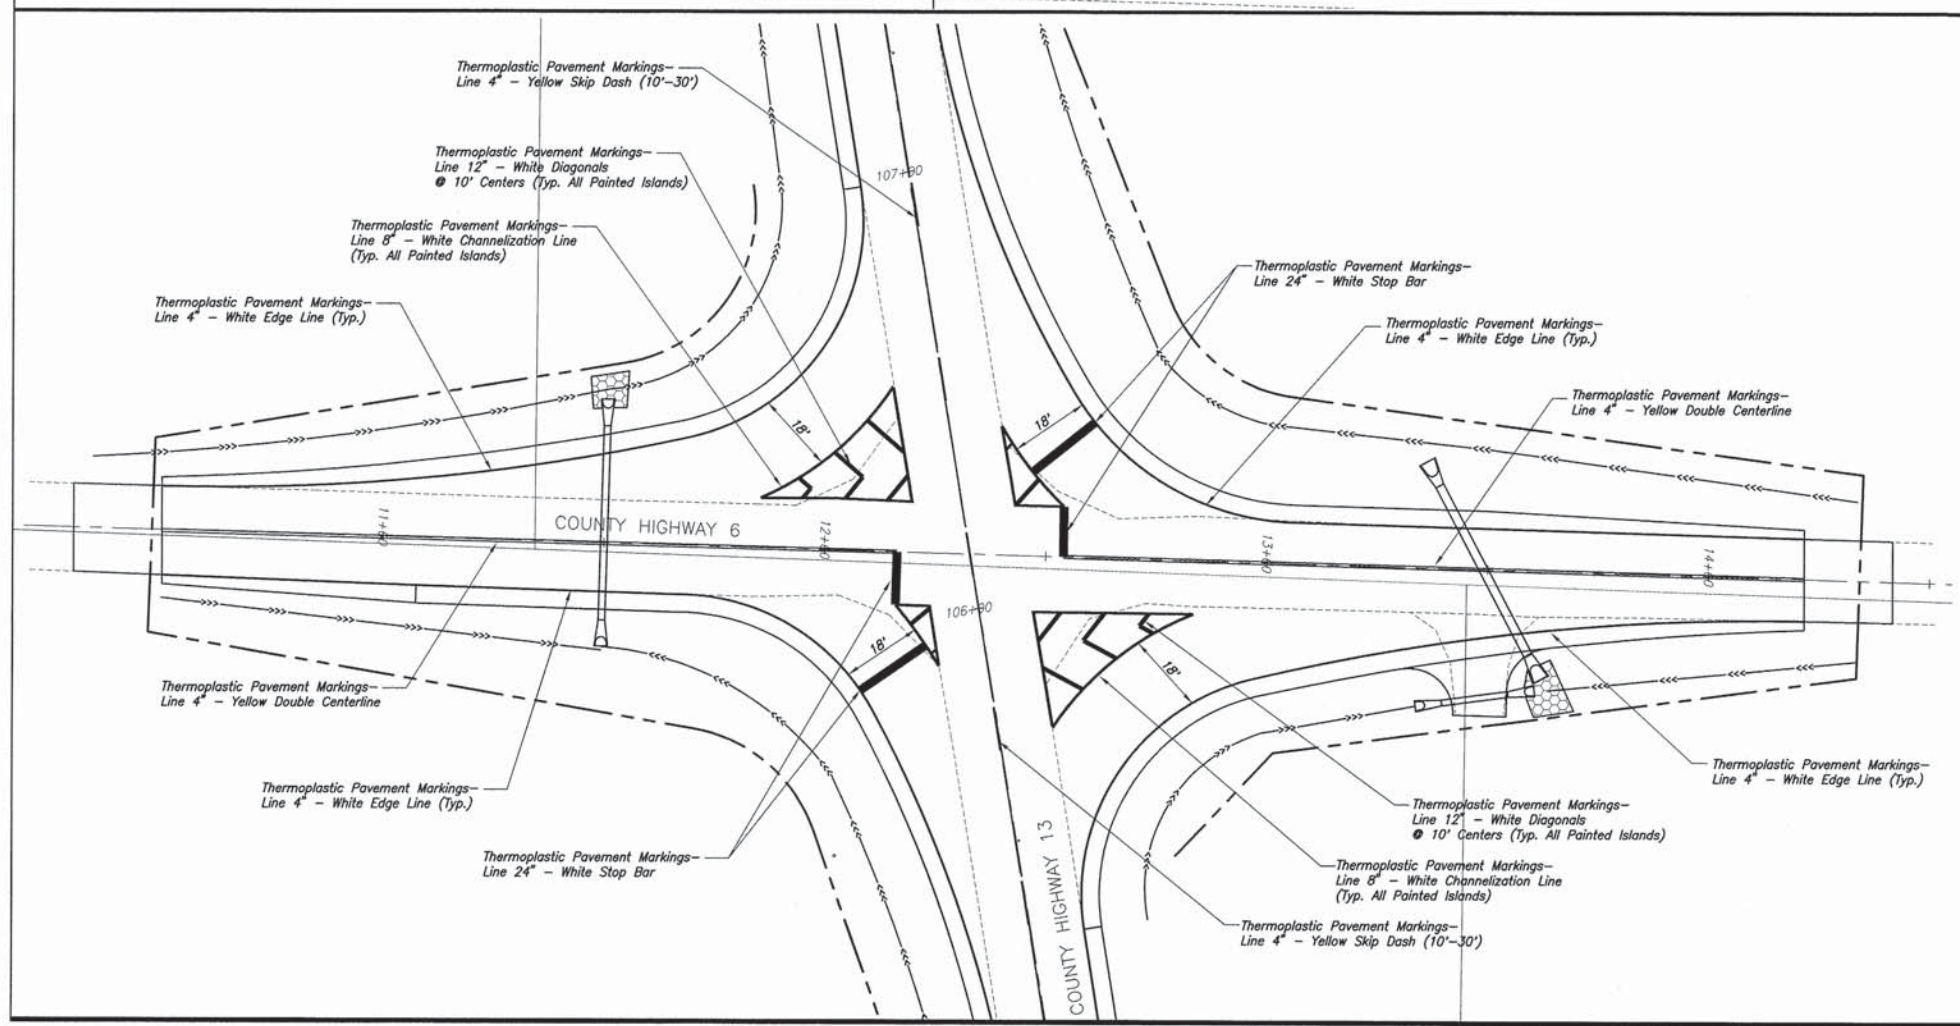 Thermoplastic Pavement Markings–
Line 4" – Yellow Skip Dash (10'–30')
Thermoplastic Pavement Markings–
Line 12" – White Diagonals
@ 10' Centers (Typ. All Painted Islands)
107+00
Thermoplastic Pavement Markings–
Line 8" – White Channelization Line
(Typ. All Painted Islands)
Thermoplastic Pavement Markings–
Line 24" – White Stop Bar
Thermoplastic Pavement Markings–
Line 4" – White Edge Line (Typ.)
Thermoplastic Pavement Markings–
Line 4" – White Edge Line (Typ.)
Thermoplastic Pavement Markings–
Line 4" – Yellow Double Centerline
18'
18'
11+00
COUNTY HIGHWAY 6
12+00
13+00
14+00
106+00
18'
18'
Thermoplastic Pavement Markings–
Line 4" – Yellow Double Centerline
Thermoplastic Pavement Markings–
Line 4" – White Edge Line (Typ.)
Thermoplastic Pavement Markings–
Line 4" – White Edge Line (Typ.)
Thermoplastic Pavement Markings–
Line 12" – White Diagonals
@ 10' Centers (Typ. All Painted Islands)
Thermoplastic Pavement Markings–
Line 24" – White Stop Bar
Thermoplastic Pavement Markings–
Line 8" – White Channelization Line
(Typ. All Painted Islands)
COUNTY HIGHWAY 13
Thermoplastic Pavement Markings–
Line 4" – Yellow Skip Dash (10'–30')